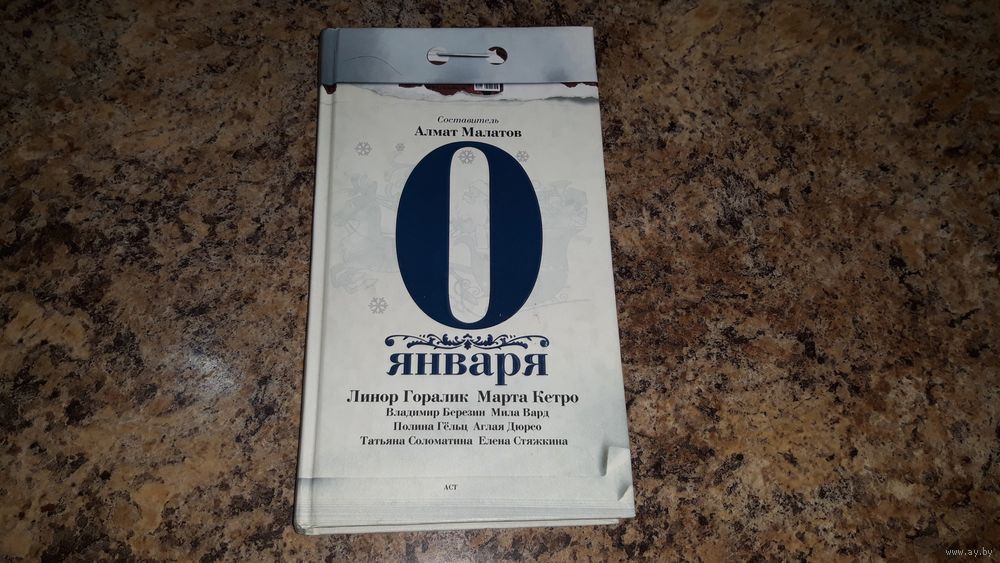 Составитель
Алмат Малатов
0
января
Линор Горалик Марта Кетро
Владимир Березин Мила Вард
Полина Гёльц Аглая Дюрсо
Татьяна Соломатина Елена Стяжкина
АСТ
www.ay.by